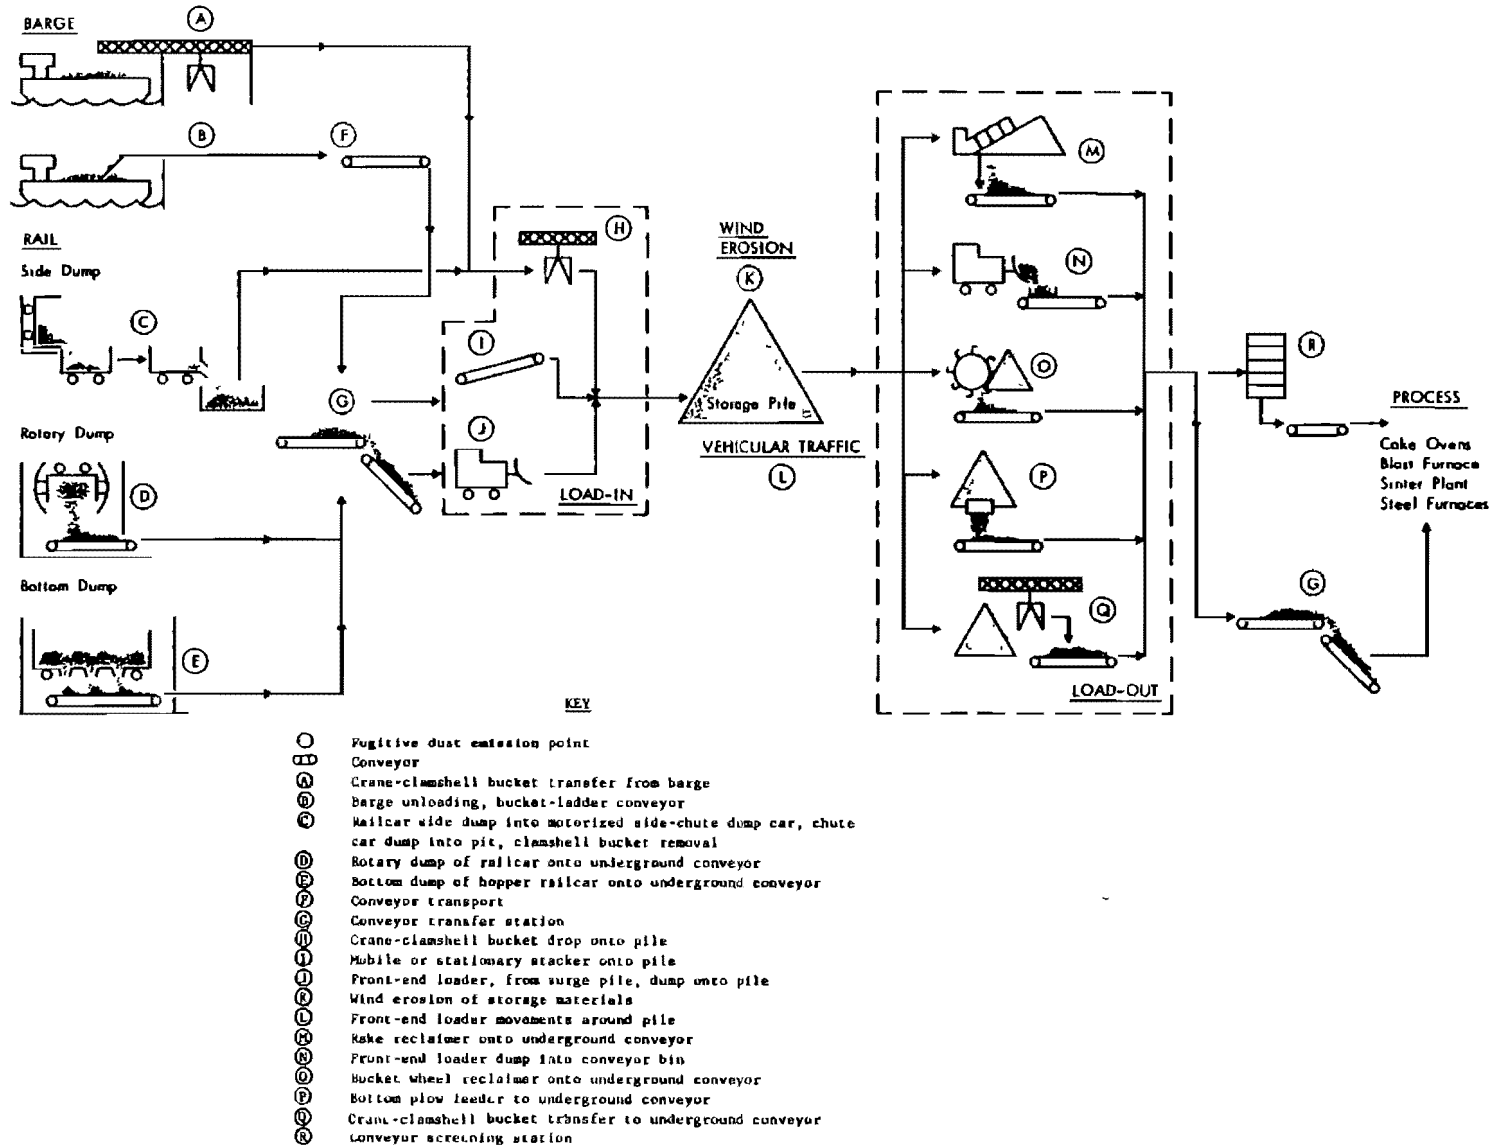 BARGE
A
B
F
RAIL
Side Dump
C
G
Rotary Dump
D
Bottom Dump
E
H
I
J
LOAD-IN
WIND
EROSION
K
Storage Pile
VEHICULAR TRAFFIC
L
M
N
O
P
Q
LOAD-OUT
R
PROCESS
Coke Ovens
Blast Furnace
Sinter Plant
Steel Furnaces
G
KEY
Fugitive dust emission point
Conveyor
A Crane-clamshell bucket transfer from barge
B Barge unloading, bucket-ladder conveyor
C Railcar side dump into motorized side-chute dump car, chute
car dump into pit, clamshell bucket removal
D Rotary dump of railcar onto underground conveyor
E Bottom dump of hopper railcar onto underground conveyor
F Conveyor transport
G Conveyor transfer station
H Crane-clamshell bucket drop onto pile
I Mobile or stationary stacker onto pile
J Front-end loader, from surge pile, dump onto pile
K Wind erosion of storage materials
L Front-end loader movements around pile
M Rake reclaimer onto underground conveyor
N Front-end loader dump into conveyor bin
O Bucket wheel reclaimer onto underground conveyor
P Bottom plow feeder to underground conveyor
Q Crane-clamshell bucket transfer to underground conveyor
R Conveyor screening station